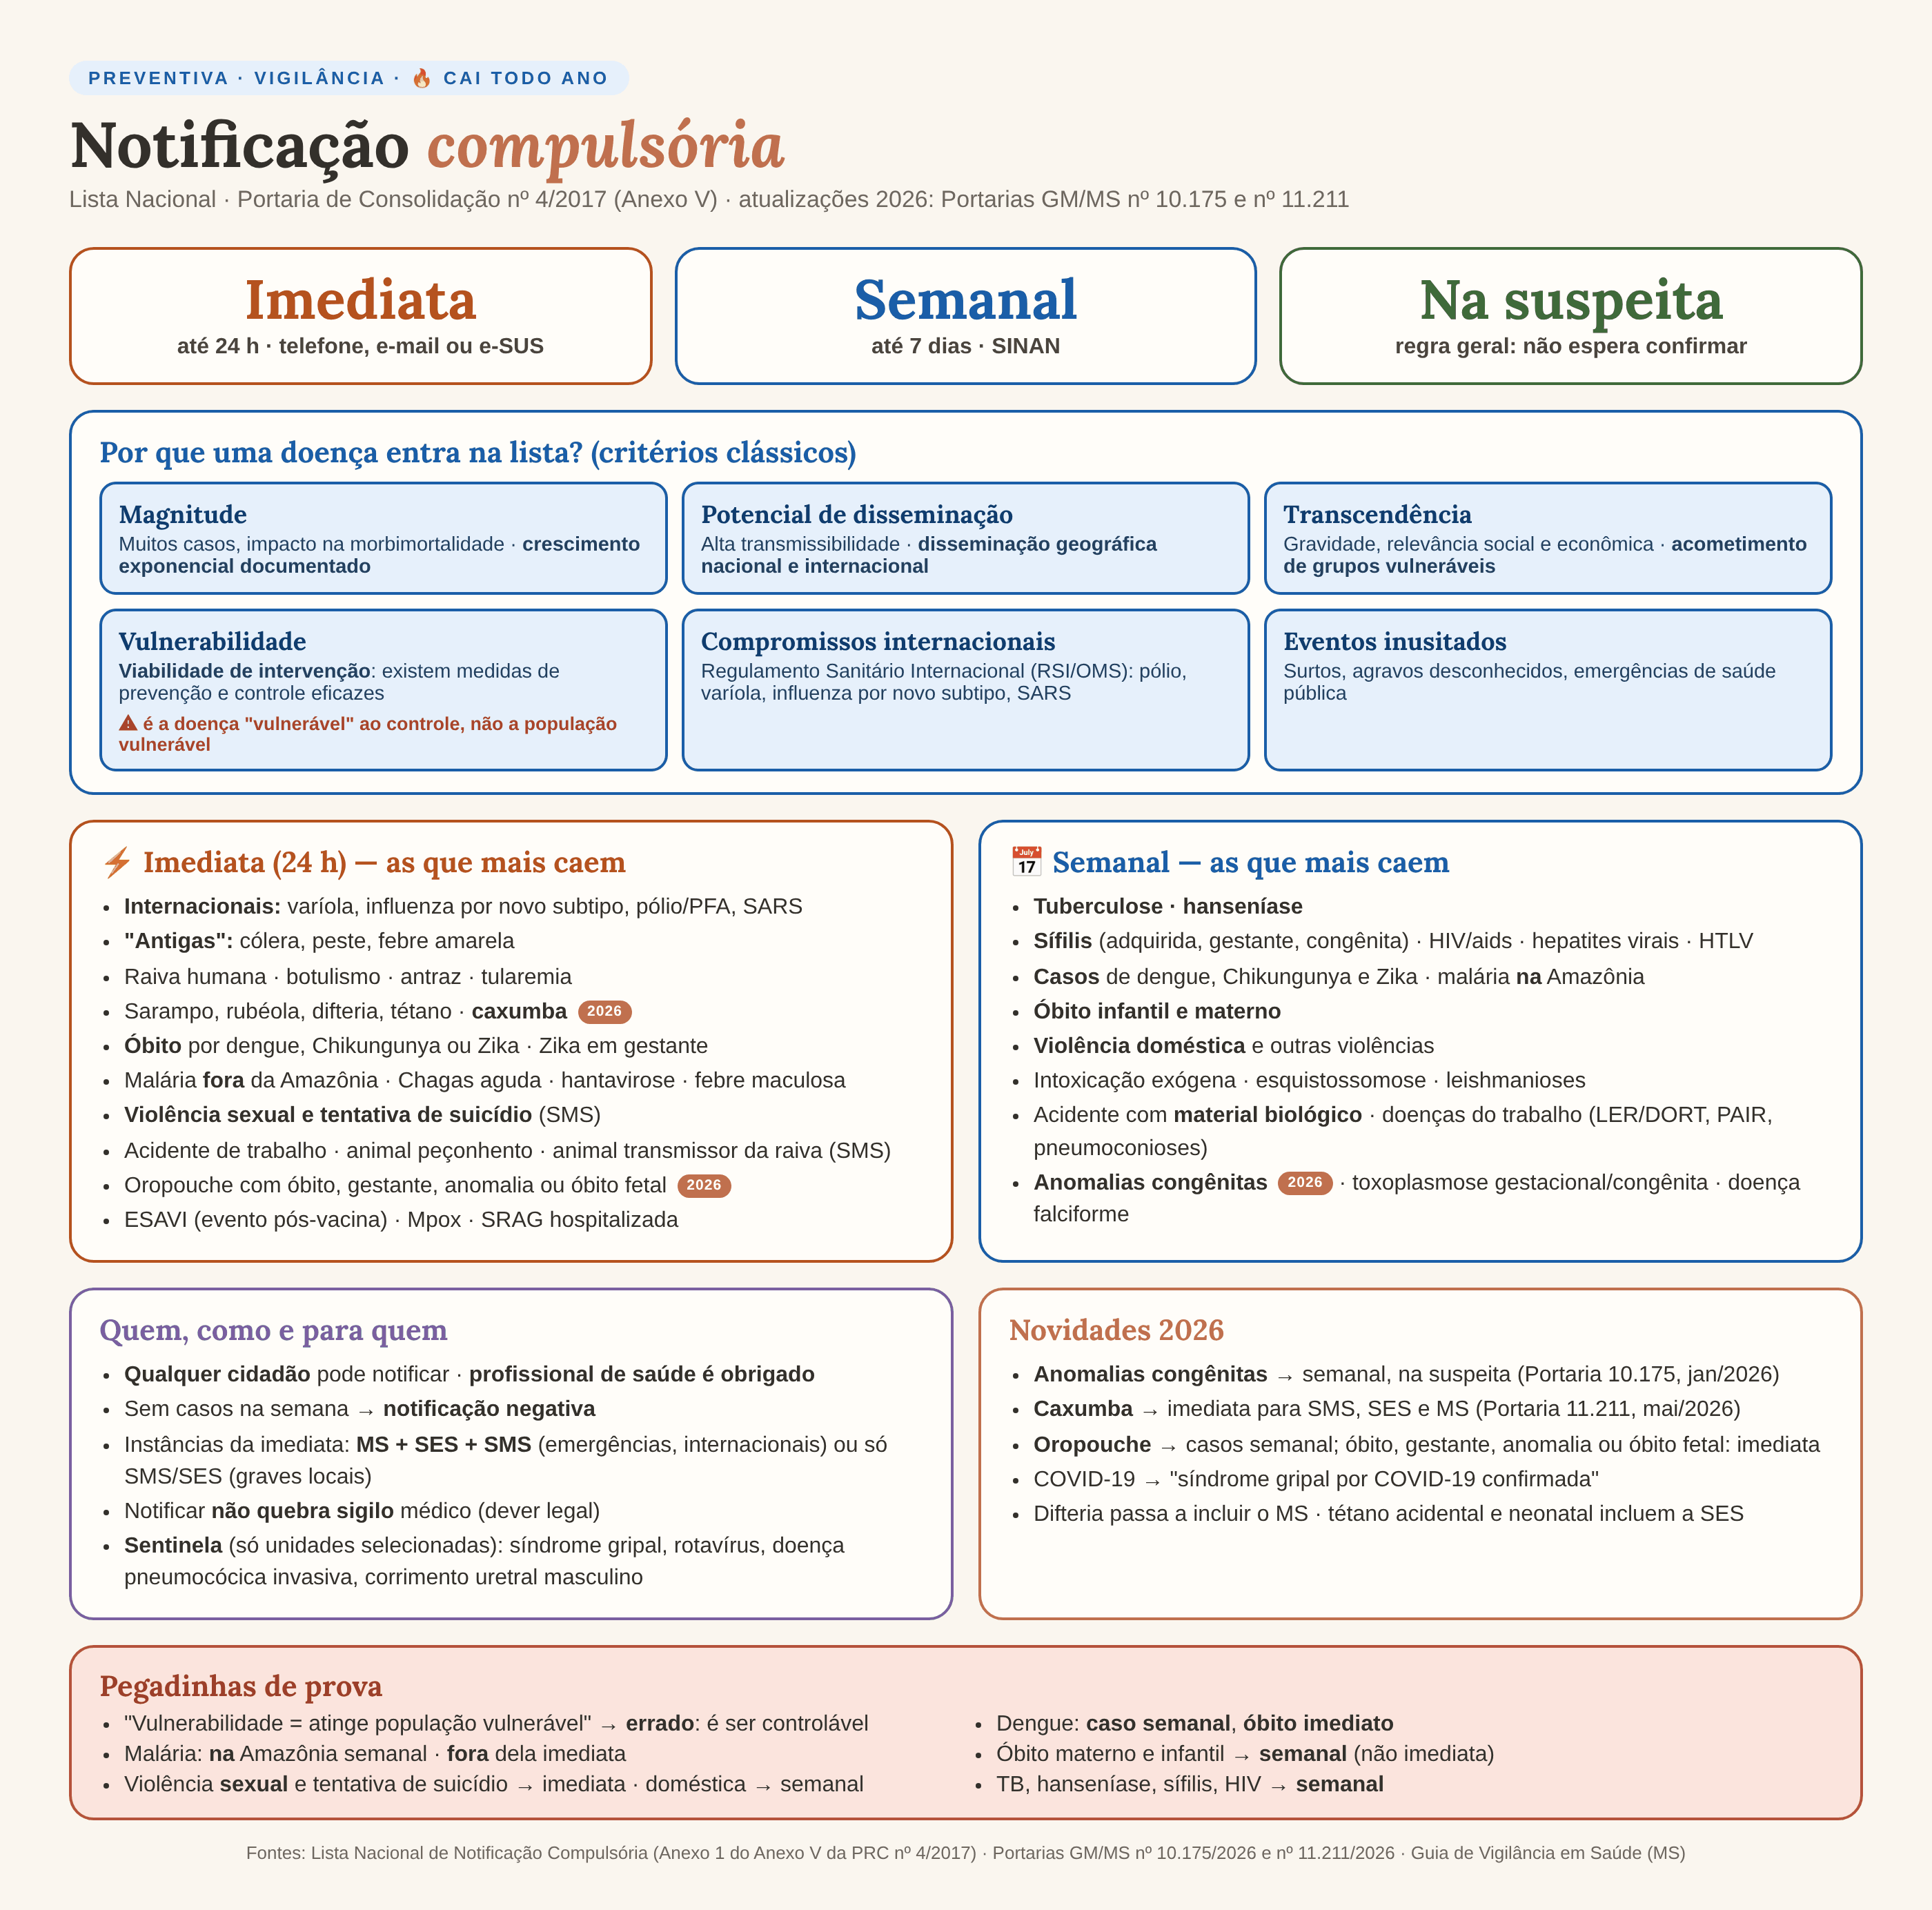 PREVENTIVA · VIGILÂNCIA · 🔥 CAI TODO ANO
Notificação compulsória
Lista Nacional · Portaria de Consolidação nº 4/2017 (Anexo V) · atualizações 2026: Portarias GM/MS nº 10.175 e nº 11.211
Imediata
até 24 h · telefone, e-mail ou e-SUS
Semanal
até 7 dias · SINAN
Na suspeita
regra geral: não espera confirmar
Por que uma doença entra na lista? (critérios clássicos)
Magnitude
Muitos casos, impacto na morbimortalidade · crescimento
exponencial documentado
Potencial de disseminação
Alta transmissibilidade · disseminação geográfica
nacional e internacional
Transcendência
Gravidade, relevância social e econômica · acometimento
de grupos vulneráveis
Vulnerabilidade
Viabilidade de intervenção: existem medidas de
prevenção e controle eficazes
⚠ é a doença "vulnerável" ao controle, não a população
vulnerável
Compromissos internacionais
Regulamento Sanitário Internacional (RSI/OMS): pólio,
varíola, influenza por novo subtipo, SARS
Eventos inusitados
Surtos, agravos desconhecidos, emergências de saúde
pública
⚡ Imediata (24 h) — as que mais caem
• Internacionais: varíola, influenza por novo subtipo, pólio/PFA, SARS
• "Antigas": cólera, peste, febre amarela
• Raiva humana · botulismo · antraz · tularemia
• Sarampo, rubéola, difteria, tétano · caxumba 2026
• Óbito por dengue, Chikungunya ou Zika · Zika em gestante
• Malária fora da Amazônia · Chagas aguda · hantavirose · febre maculosa
• Violência sexual e tentativa de suicídio (SMS)
• Acidente de trabalho · animal peçonhento · animal transmissor da raiva (SMS)
• Oropouche com óbito, gestante, anomalia ou óbito fetal 2026
• ESAVI (evento pós-vacina) · Mpox · SRAG hospitalizada
📅 Semanal — as que mais caem
• Tuberculose · hanseníase
• Sífilis (adquirida, gestante, congênita) · HIV/aids · hepatites virais · HTLV
• Casos de dengue, Chikungunya e Zika · malária na Amazônia
• Óbito infantil e materno
• Violência doméstica e outras violências
• Intoxicação exógena · esquistossomose · leishmanioses
• Acidente com material biológico · doenças do trabalho (LER/DORT, PAIR,
pneumoconioses)
• Anomalias congênitas 2026 · toxoplasmose gestacional/congênita · doença
falciforme
Quem, como e para quem
• Qualquer cidadão pode notificar · profissional de saúde é obrigado
• Sem casos na semana → notificação negativa
• Instâncias da imediata: MS + SES + SMS (emergências, internacionais) ou só
SMS/SES (graves locais)
• Notificar não quebra sigilo médico (dever legal)
• Sentinela (só unidades selecionadas): síndrome gripal, rotavírus, doença
pneumocócica invasiva, corrimento uretral masculino
Novidades 2026
• Anomalias congênitas → semanal, na suspeita (Portaria 10.175, jan/2026)
• Caxumba → imediata para SMS, SES e MS (Portaria 11.211, mai/2026)
• Oropouche → casos semanal; óbito, gestante, anomalia ou óbito fetal: imediata
• COVID-19 → "síndrome gripal por COVID-19 confirmada"
• Difteria passa a incluir o MS · tétano acidental e neonatal incluem a SES
Pegadinhas de prova
• "Vulnerabilidade = atinge população vulnerável" → errado: é ser controlável
• Malária: na Amazônia semanal · fora dela imediata
• Violência sexual e tentativa de suicídio → imediata · doméstica → semanal
• Dengue: caso semanal, óbito imediato
• Óbito materno e infantil → semanal (não imediata)
• TB, hanseníase, sífilis, HIV → semanal
Fontes: Lista Nacional de Notificação Compulsória (Anexo 1 do Anexo V da PRC nº 4/2017) · Portarias GM/MS nº 10.175/2026 e nº 11.211/2026 · Guia de Vigilância em Saúde (MS)